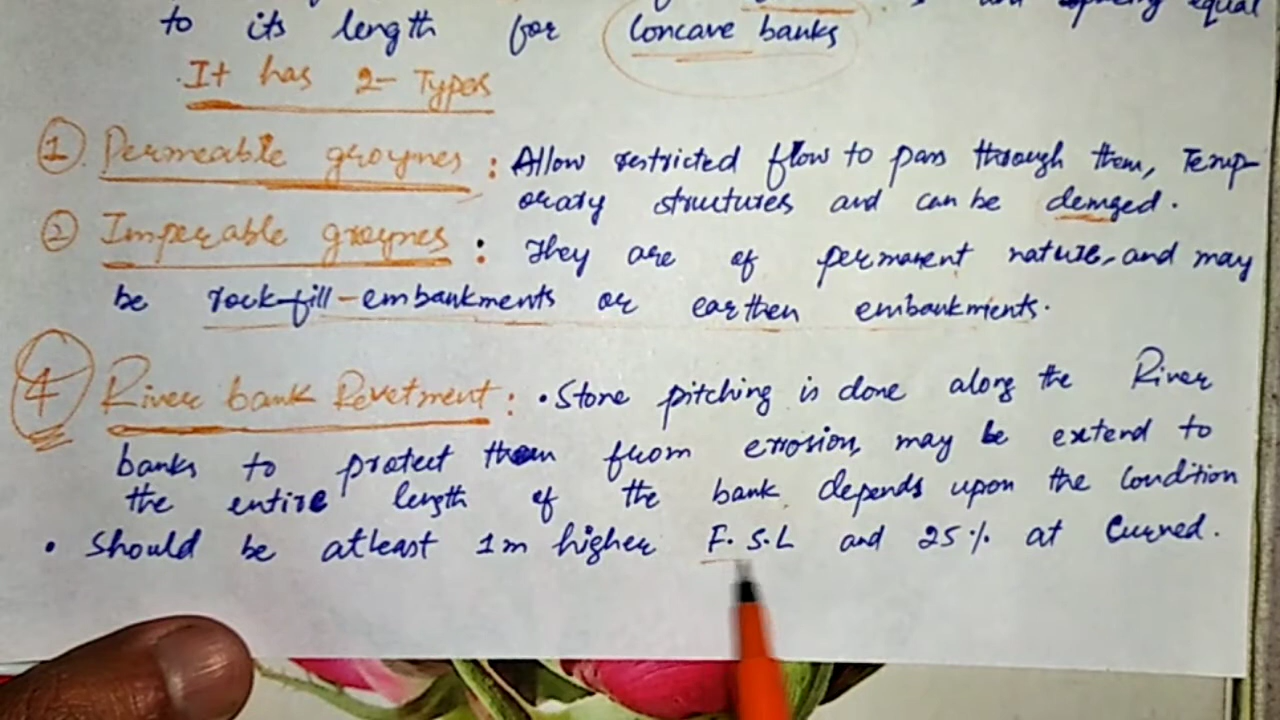 equal
to its length for Concave banks
It has 2- Types
① Permeable groynes : Allow restricted flow to pass through them, Temp-
orary structures and can be demged.
② Imperable groynes : They are of permanent nature, and may
be rock-fill-embankments or earthen embankments.
④ River bank Revetment : • Stone pitching is done along the River
banks to protect them from errosion, may be extend to
the entire length of the bank depends upon the Condition
• Should be atleast 1m higher F.S.L and 25% at Curved.